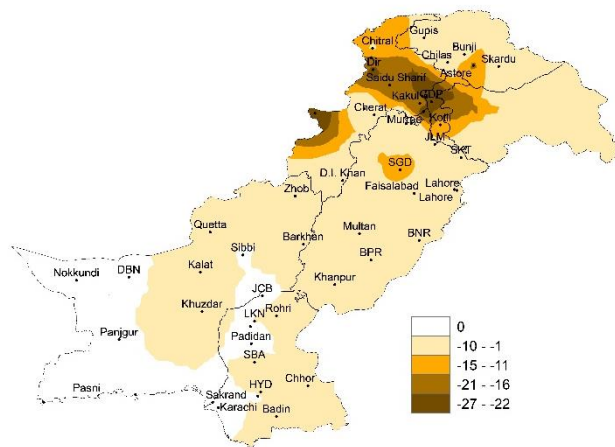 Gupis
Chitral
Bunji
Chilas
Skardu
Dir
Astore
Saidu Sharif
Kakul
GDP
Cherat
Murree
Kotli
JLM
SKT
SGD
D.I. Khan
Faisalabad
Lahore
Lahore
Zhob
Quetta
Multan
BNR
Barkhan
Sibbi
BPR
Nokkundi
DBN
Kalat
Khanpur
JCB
Khuzdar
LKN
Rohri
Panjgur
Padidan
SBA
Pasni
HYD
Chhor
Sakrand
Karachi
Badin
0
-10 - -1
-15 - -11
-21 - -16
-27 - -22